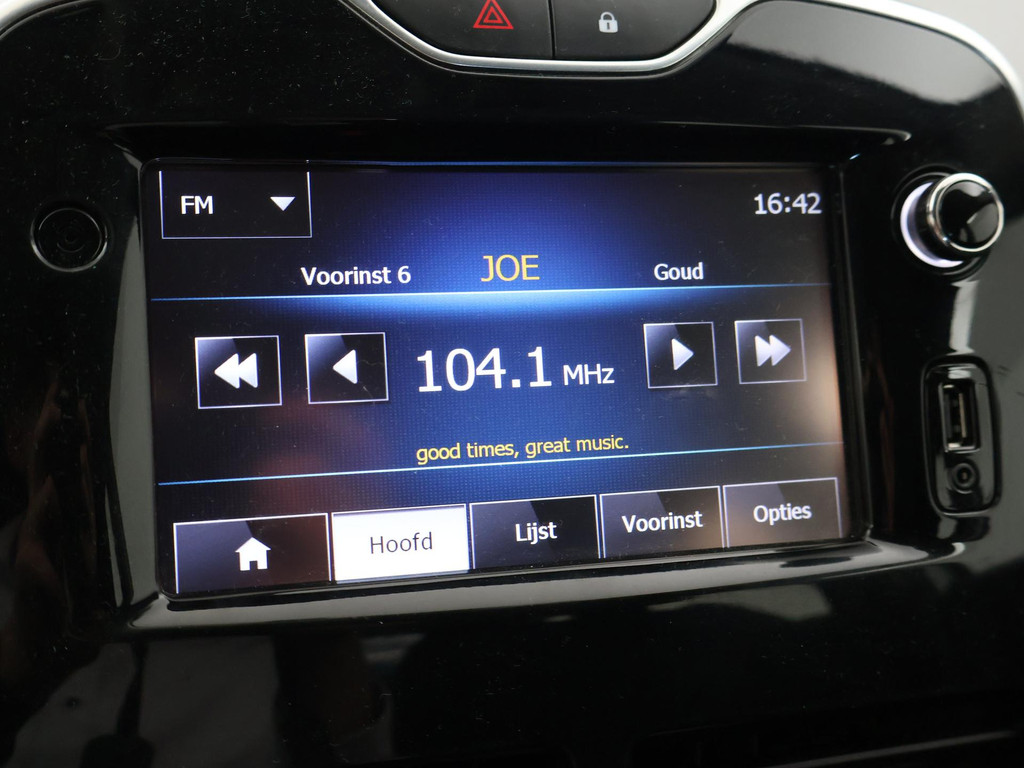 FM
16:42
Voorinst 6 JOE Goud
104.1 MHz
good times, great music.
Hoofd Lijst Voorinst Opties